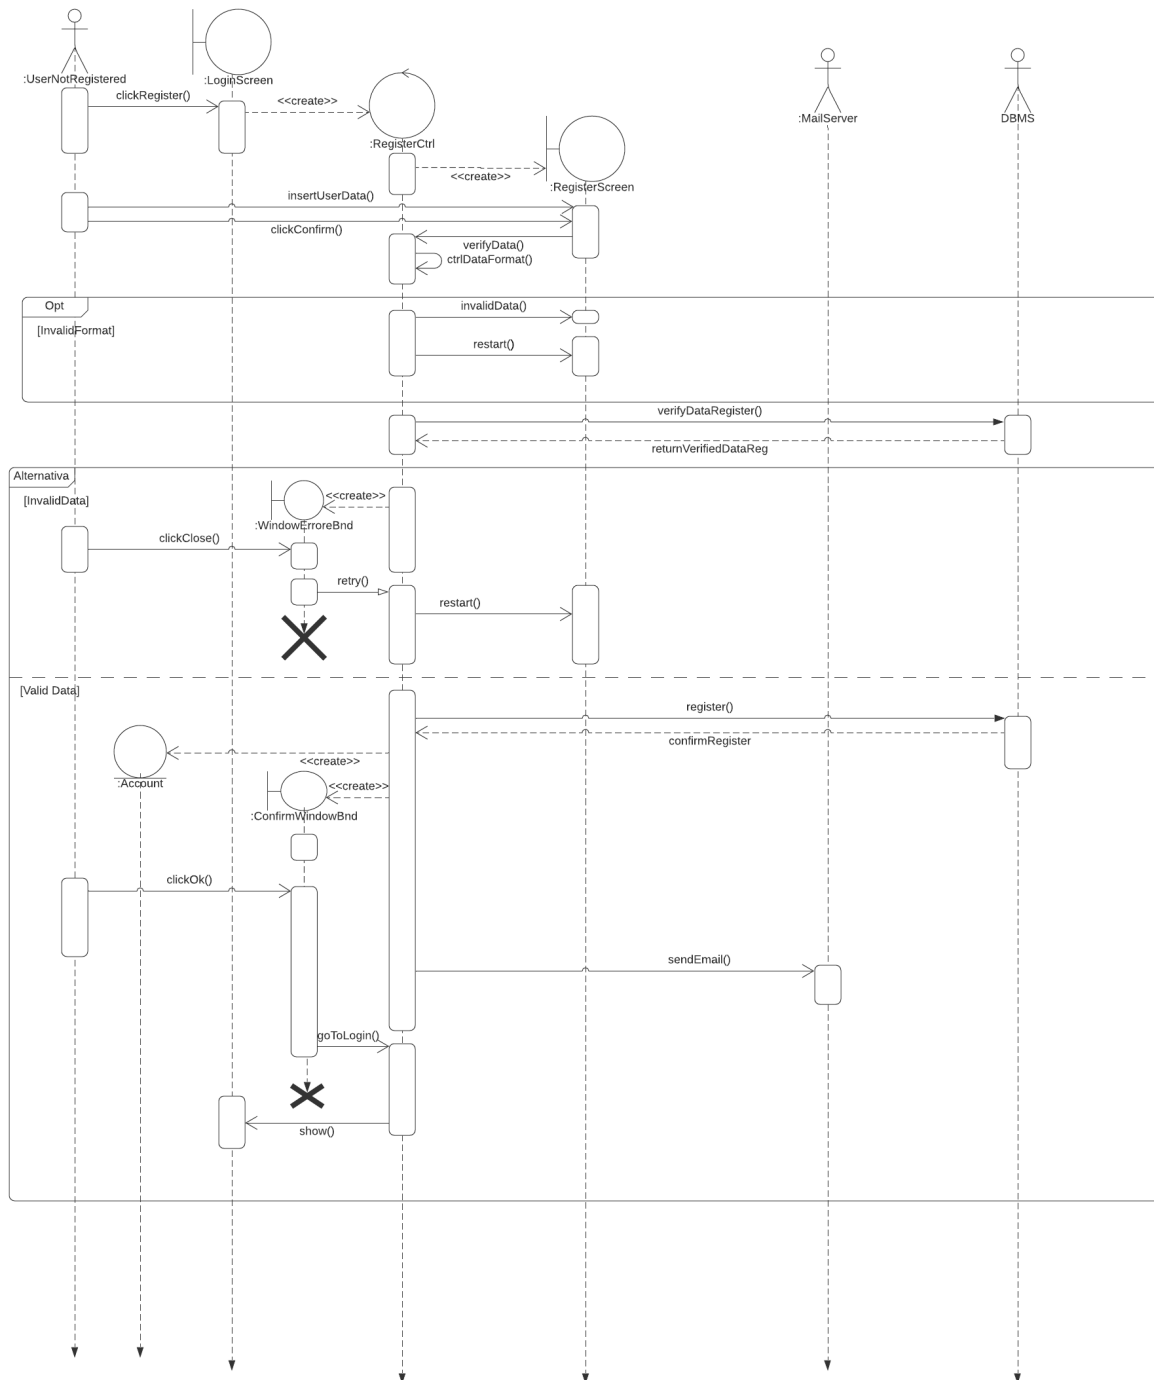 :UserNotRegistered
:LoginScreen
clickRegister()
<<create>>
:RegisterCtrl
:MailServer
DBMS
<<create>>
:RegisterScreen
insertUserData()
clickConfirm()
verifyData()
ctrlDataFormat()
Opt
[InvalidFormat]
invalidData()
restart()
verifyDataRegister()
returnVerifiedDataReg
Alternativa
[InvalidData]
<<create>>
:WindowErroreBnd
clickClose()
retry()
restart()
[Valid Data]
register()
confirmRegister
<<create>>
:Account
<<create>>
:ConfirmWindowBnd
clickOk()
sendEmail()
goToLogin()
show()